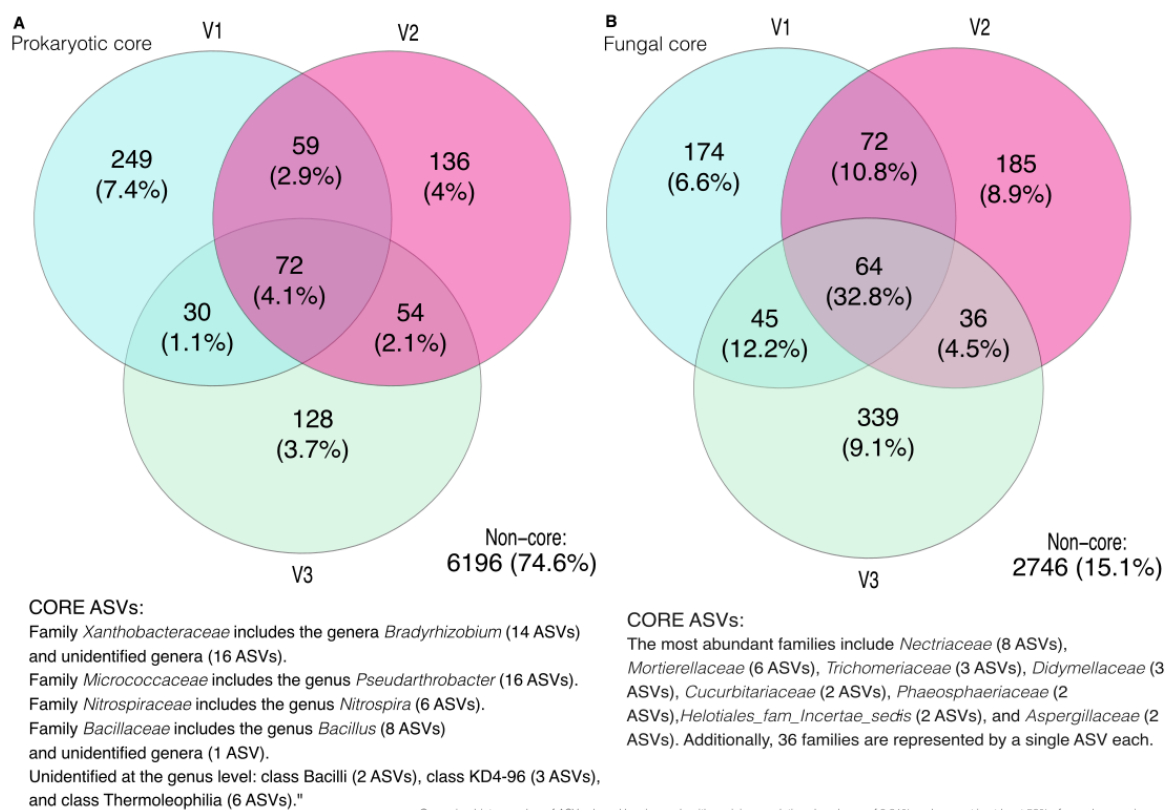 A
Prokaryotic core
V1
V2
249
(7.4%)
59
(2.9%)
136
(4%)
72
(4.1%)
30
(1.1%)
54
(2.1%)
128
(3.7%)
Non-core:
6196 (74.6%)
V3
CORE ASVs:
Family Xanthobacteraceae includes the genera Bradyrhizobium (14 ASVs)
and unidentified genera (16 ASVs).
Family Micrococcaceae includes the genus Pseudarthrobacter (16 ASVs).
Family Nitrospiraceae includes the genus Nitrospira (6 ASVs).
Family Bacillaceae includes the genus Bacillus (8 ASVs)
and unidentified genera (1 ASV).
Unidentified at the genus level: class Bacilli (2 ASVs), class KD4-96 (3 ASVs),
and class Thermoleophilia (6 ASVs)."
B
Fungal core
V1
V2
174
(6.6%)
72
(10.8%)
185
(8.9%)
64
(32.8%)
45
(12.2%)
36
(4.5%)
339
(9.1%)
Non-core:
2746 (15.1%)
V3
CORE ASVs:
The most abundant families include Nectriaceae (8 ASVs),
Mortierellaceae (6 ASVs), Trichomeriaceae (3 ASVs), Didymellaceae (3
ASVs), Cucurbitariaceae (2 ASVs), Phaeosphaeriaceae (2
ASVs),Helotiales_fam_Incertae_sedis (2 ASVs), and Aspergillaceae (2
ASVs). Additionally, 36 families are represented by a single ASV each.